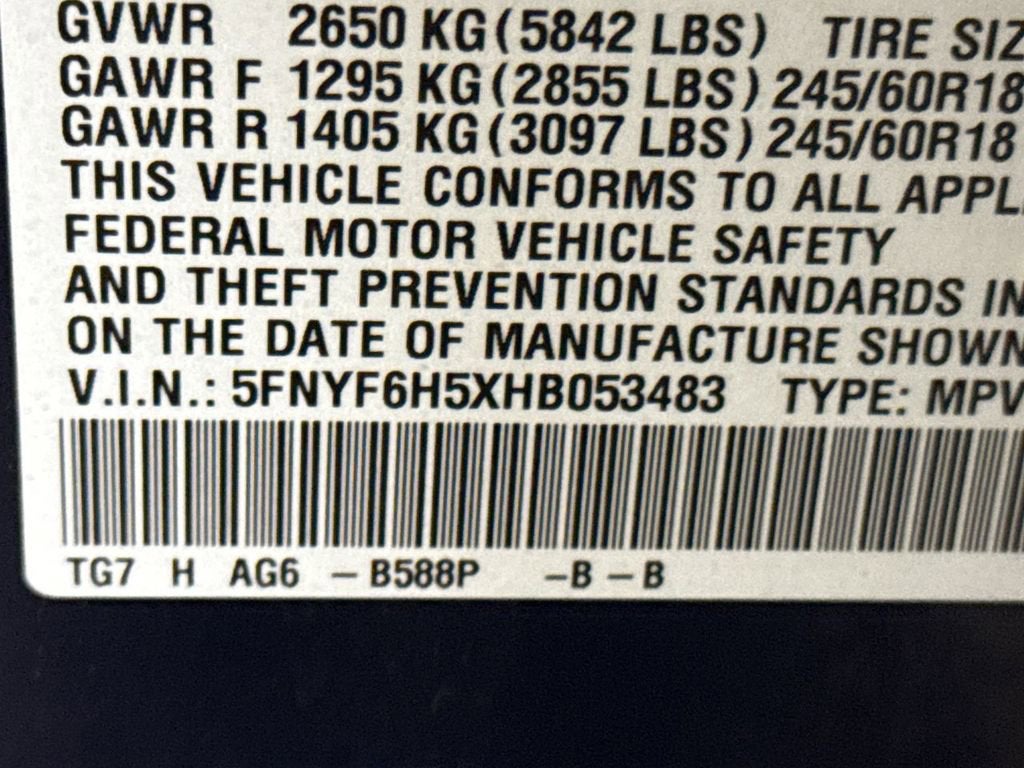 GVWR 2650 KG (5842 LBS) TIRE SIZ
GAWR F 1295 KG (2855 LBS) 245/60R18
GAWR R 1405 KG (3097 LBS) 245/60R18
THIS VEHICLE CONFORMS TO ALL APPL
FEDERAL MOTOR VEHICLE SAFETY
AND THEFT PREVENTION STANDARDS IN
ON THE DATE OF MANUFACTURE SHOWN
V.I.N.: 5FNYF6H5XHB053483 TYPE: MPV
TG7 H AG6 – B588P –B – B